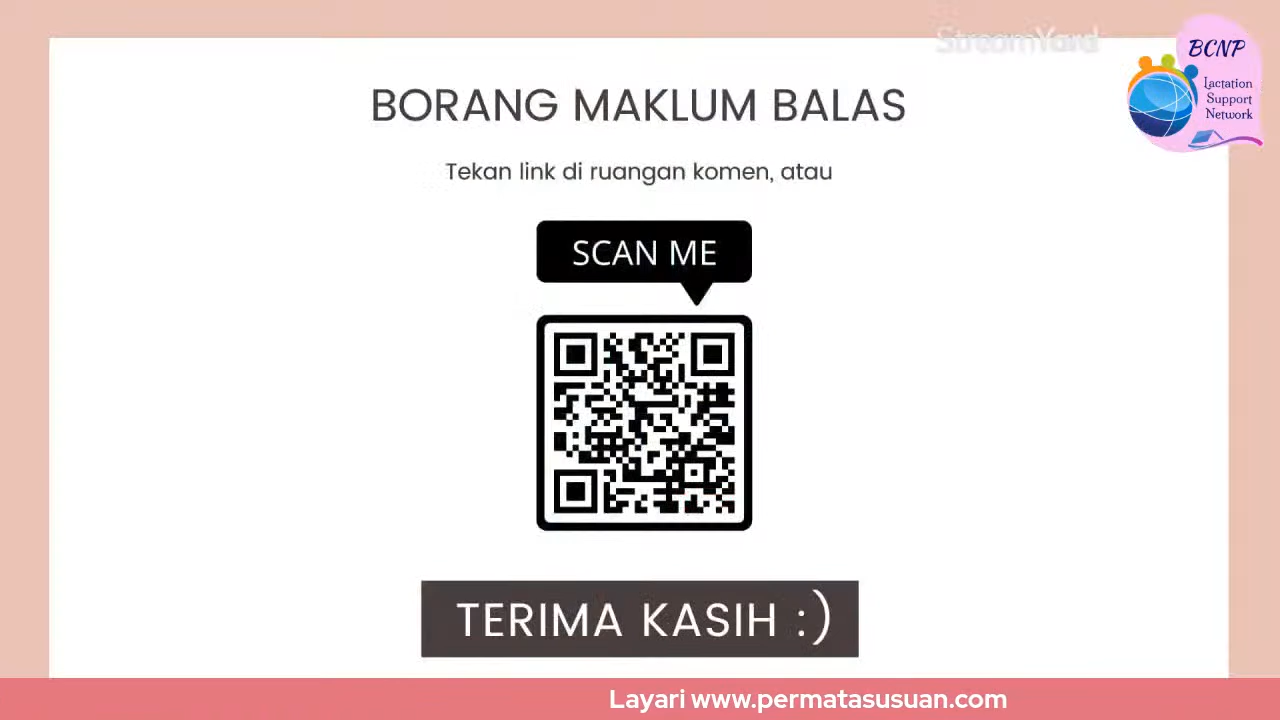 StreamYard
BCNP
Lactation
Support
Network
BORANG MAKLUM BALAS
Tekan link di ruangan komen, atau
SCAN ME
TERIMA KASIH :)
Layari www.permatasusuan.com